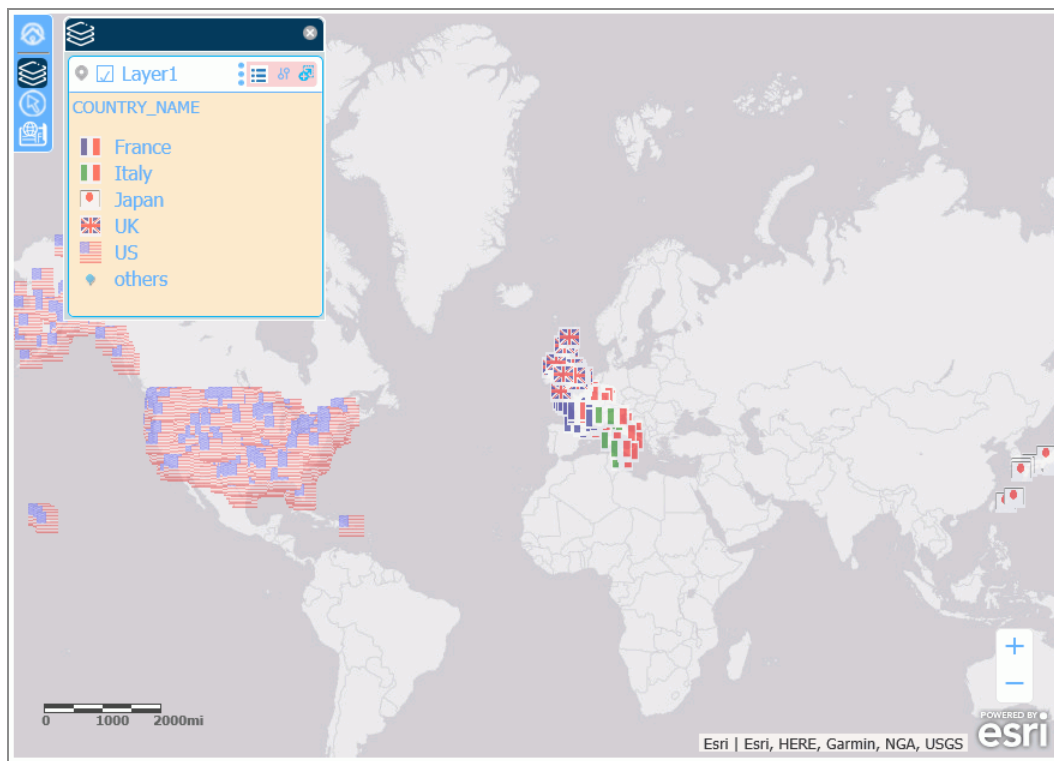 Layer1
COUNTRY_NAME
France
Italy
Japan
UK
US
others
0 1000 2000mi
+
−
POWERED BY
esri
Esri | Esri, HERE, Garmin, NGA, USGS